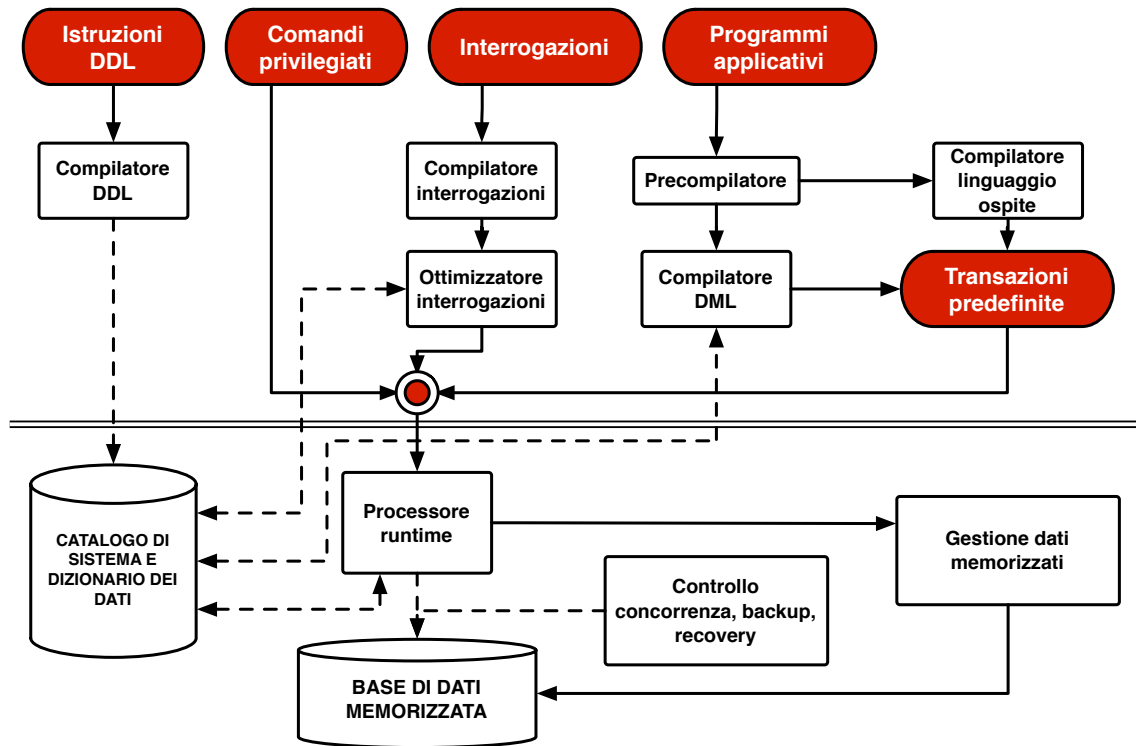 Istruzioni
DDL
Comandi
privilegiati
Interrogazioni
Programmi
applicativi
Compilatore
DDL
Compilatore
interrogazioni
Precompilatore
Compilatore
linguaggio
ospite
Ottimizzatore
interrogazioni
Compilatore
DML
Transazioni
predefinite
CATALOGO DI
SISTEMA E
DIZIONARIO DEI
DATI
Processore
runtime
Gestione dati
memorizzati
Controllo
concorrenza, backup,
recovery
BASE DI DATI
MEMORIZZATA